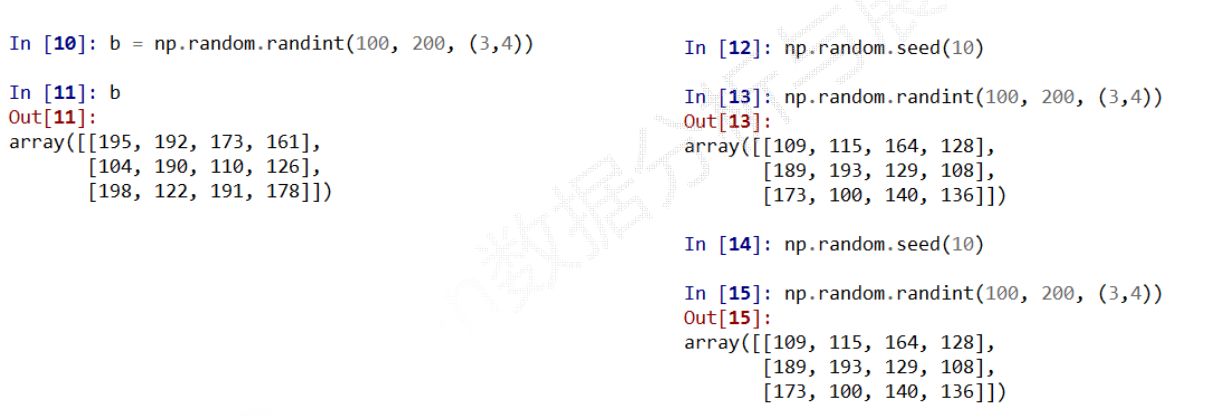 In [10]: b = np.random.randint(100, 200, (3,4))
In [11]: b
Out[11]:
array([[195, 192, 173, 161],
       [104, 190, 110, 126],
       [198, 122, 191, 178]])
In [12]: np.random.seed(10)
In [13]: np.random.randint(100, 200, (3,4))
Out[13]:
array([[109, 115, 164, 128],
       [189, 193, 129, 108],
       [173, 100, 140, 136]])
In [14]: np.random.seed(10)
In [15]: np.random.randint(100, 200, (3,4))
Out[15]:
array([[109, 115, 164, 128],
       [189, 193, 129, 108],
       [173, 100, 140, 136]])
数据分析与展